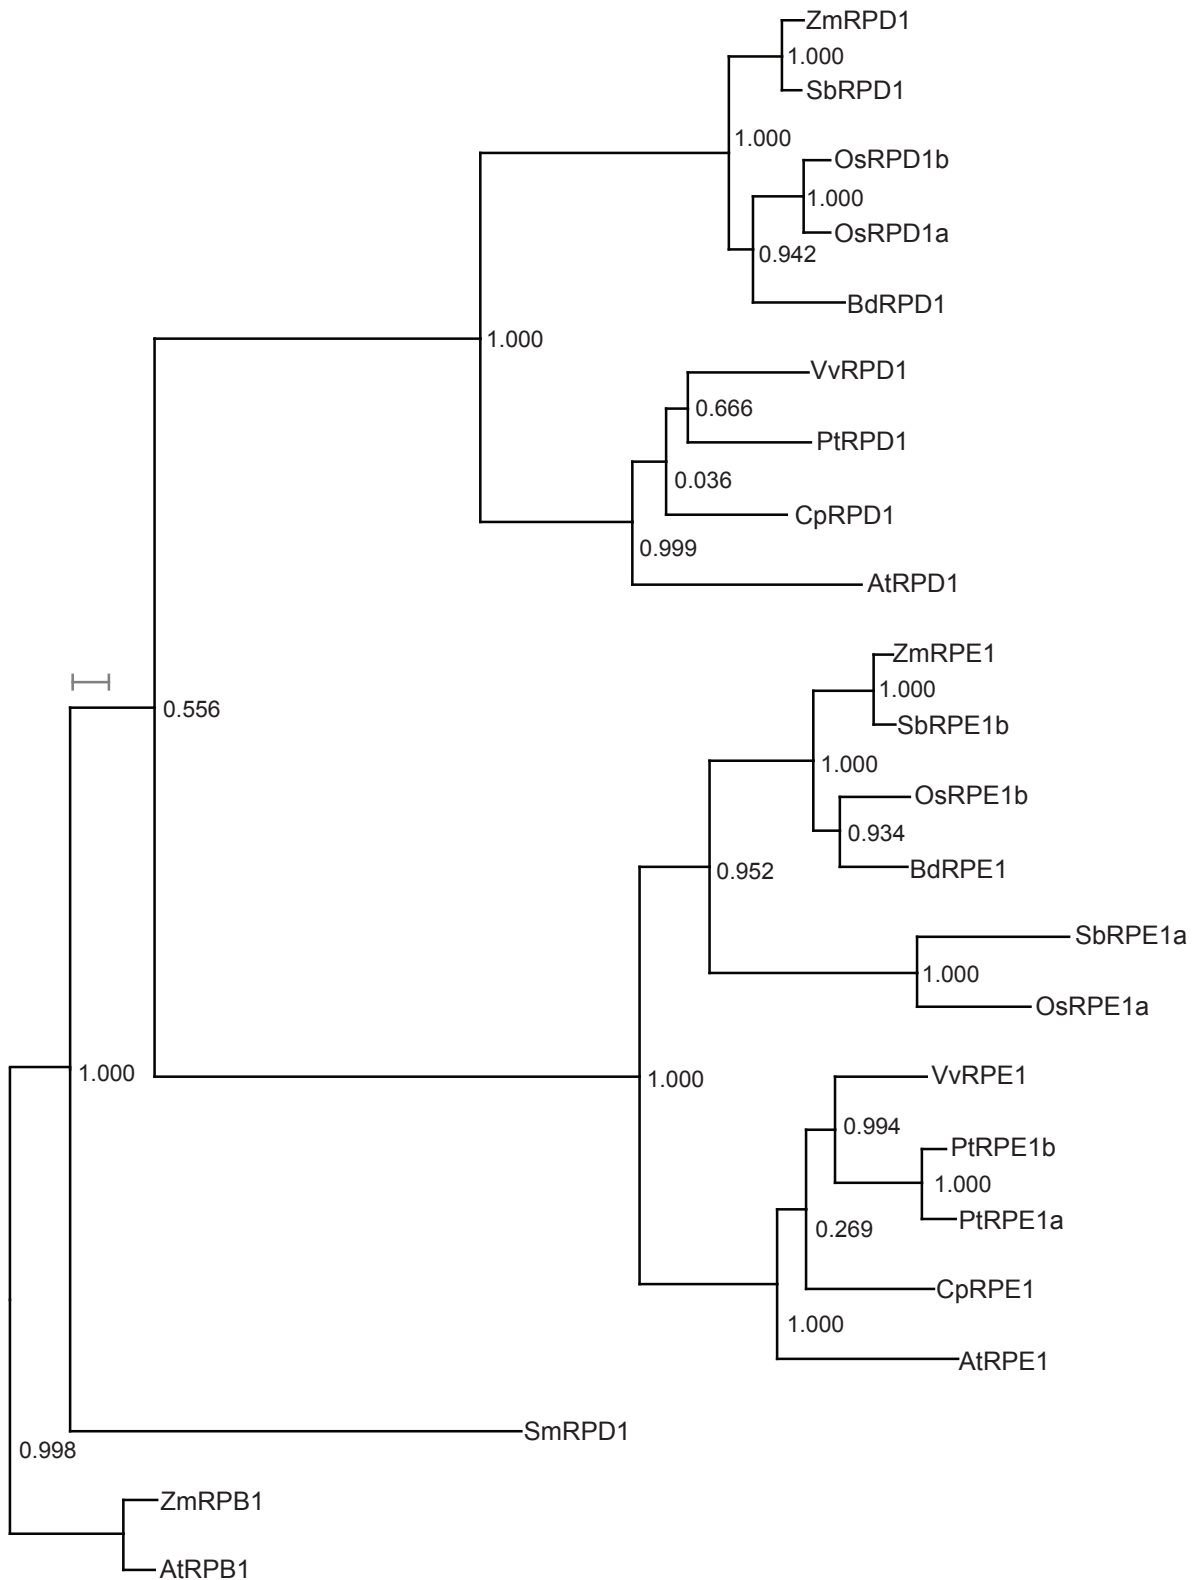 ZmRPD1
1.000
SbRPD1
1.000
OsRPD1b
1.000
OsRPD1a
0.942
BdRPD1
1.000
VvRPD1
0.666
PtRPD1
0.036
CpRPD1
0.999
AtRPD1
ZmRPE1
1.000
0.556
SbRPE1b
1.000
OsRPE1b
0.934
BdRPE1
0.952
SbRPE1a
1.000
OsRPE1a
1.000
1.000
VvRPE1
0.994
PtRPE1b
1.000
PtRPE1a
0.269
CpRPE1
1.000
AtRPE1
SmRPD1
0.998
ZmRPB1
AtRPB1